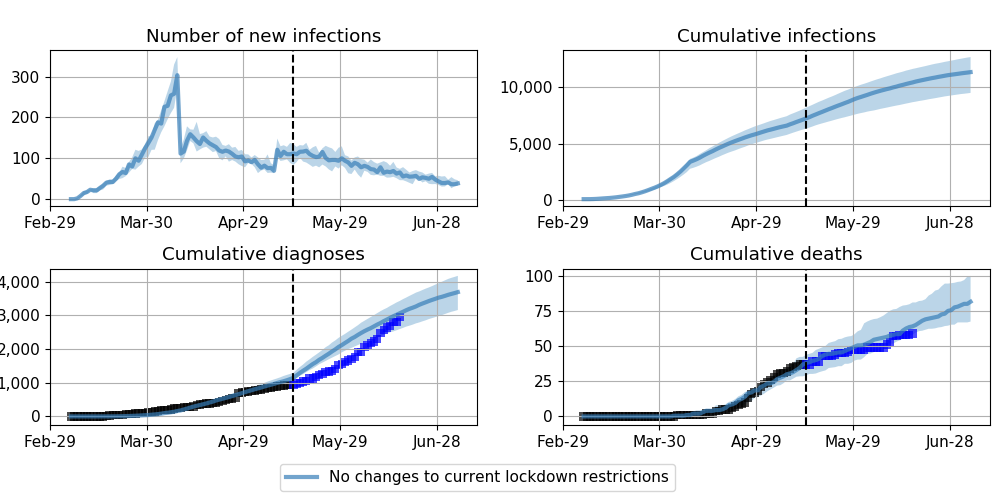 Number of new infections
300
200
100
0
Feb-29 Mar-30 Apr-29 May-29 Jun-28
Cumulative infections
10,000
5,000
0
Feb-29 Mar-30 Apr-29 May-29 Jun-28
Cumulative diagnoses
4,000
3,000
2,000
1,000
0
Feb-29 Mar-30 Apr-29 May-29 Jun-28
Cumulative deaths
100
75
50
25
0
Feb-29 Mar-30 Apr-29 May-29 Jun-28
No changes to current lockdown restrictions